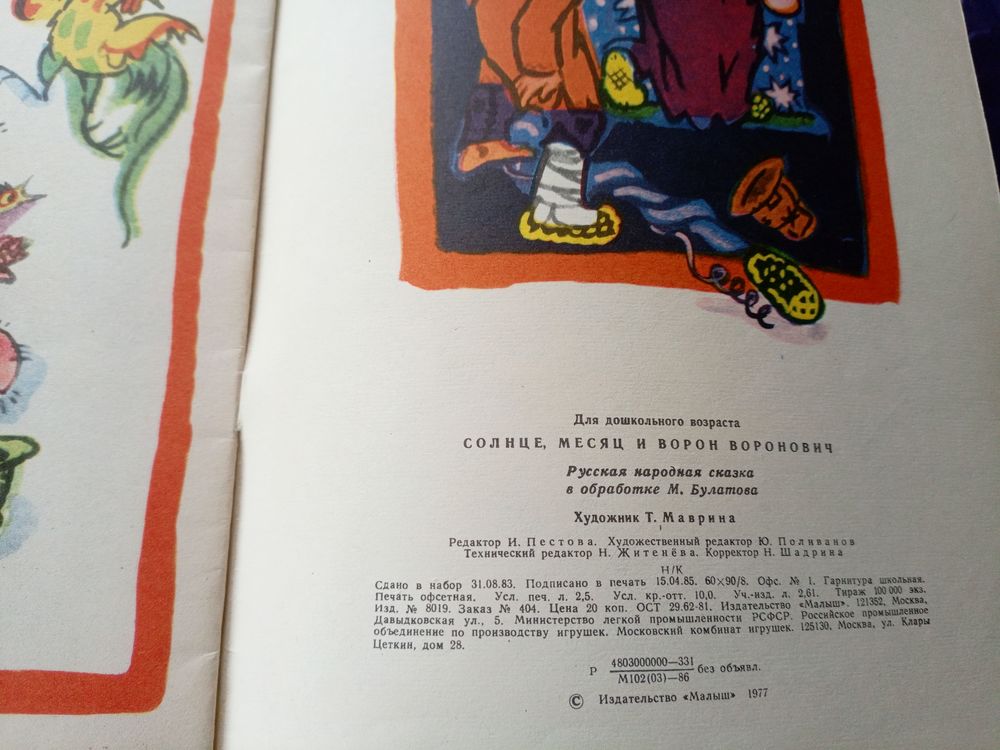 Для дошкольного возраста
СОЛНЦЕ, МЕСЯЦ И ВОРОН ВОРОНОВИЧ
Русская народная сказка
в обработке М. Булатова
Художник Т. Маврина
Редактор И. Пестова. Художественный редактор Ю. Поливанов
Технический редактор Н. Житенёва. Корректор Н. Шадрина
Н/К
Сдано в набор 31.08.83. Подписано в печать 15.04.85. 60×90/8. Офс. № 1. Гарнитура школьная.
Печать офсетная. Усл. печ. л. 2,5. Усл. кр.-отт. 10,0. Уч.-изд. л. 2,61. Тираж 100 000 экз.
Изд. № 8019. Заказ № 404. Цена 20 коп. ОСТ 29.62-81. Издательство «Малыш». 121352, Москва,
Давыдковская ул., 5. Министерство легкой промышленности РСФСР. Российское промышленное
объединение по производству игрушек. Московский комбинат игрушек. 125130, Москва, ул. Клары
Цеткин, дом 28.
Р 4803000000—331 без объявл.
М102(03)—86
© Издательство «Малыш» 1977